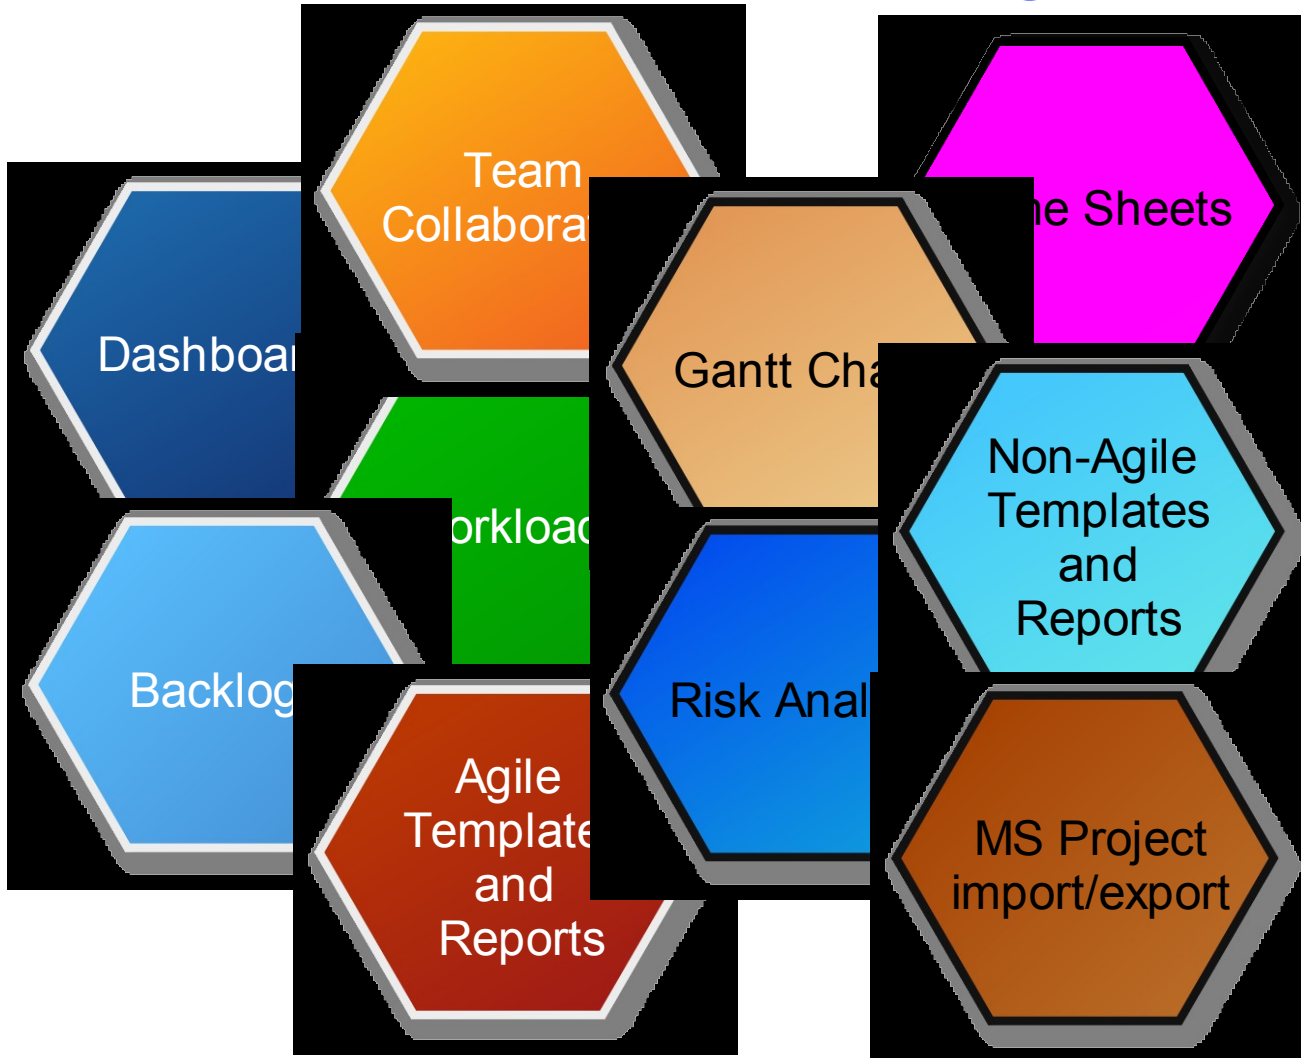 Team
Collabora
ne Sheets
Dashboar
Gantt Cha
Non-Agile
Templates
and
Reports
orkload
Backlog
Risk Anal
Agile
Template
and
Reports
MS Project
import/export